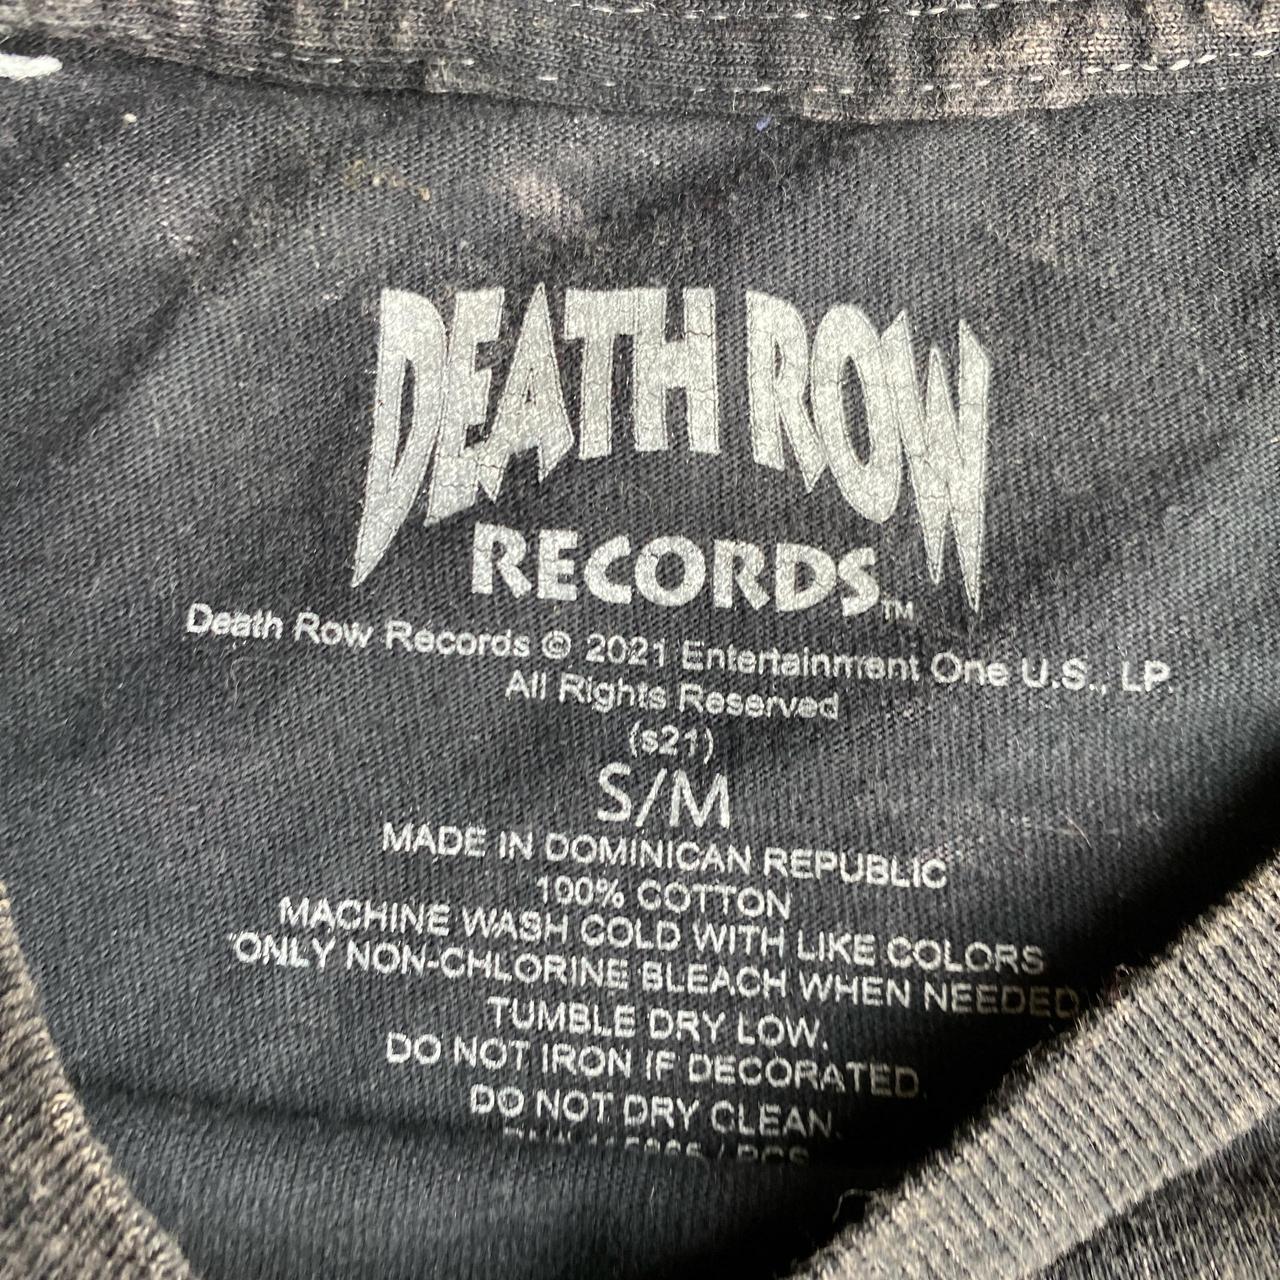 DEATH ROW
RECORDS™
Death Row Records © 2021 Entertainment One U.S., LP.
All Rights Reserved
(s21)
S/M
MADE IN DOMINICAN REPUBLIC
100% COTTON
MACHINE WASH COLD WITH LIKE COLORS
ONLY NON-CHLORINE BLEACH WHEN NEEDED
TUMBLE DRY LOW.
DO NOT IRON IF DECORATED.
DO NOT DRY CLEAN.